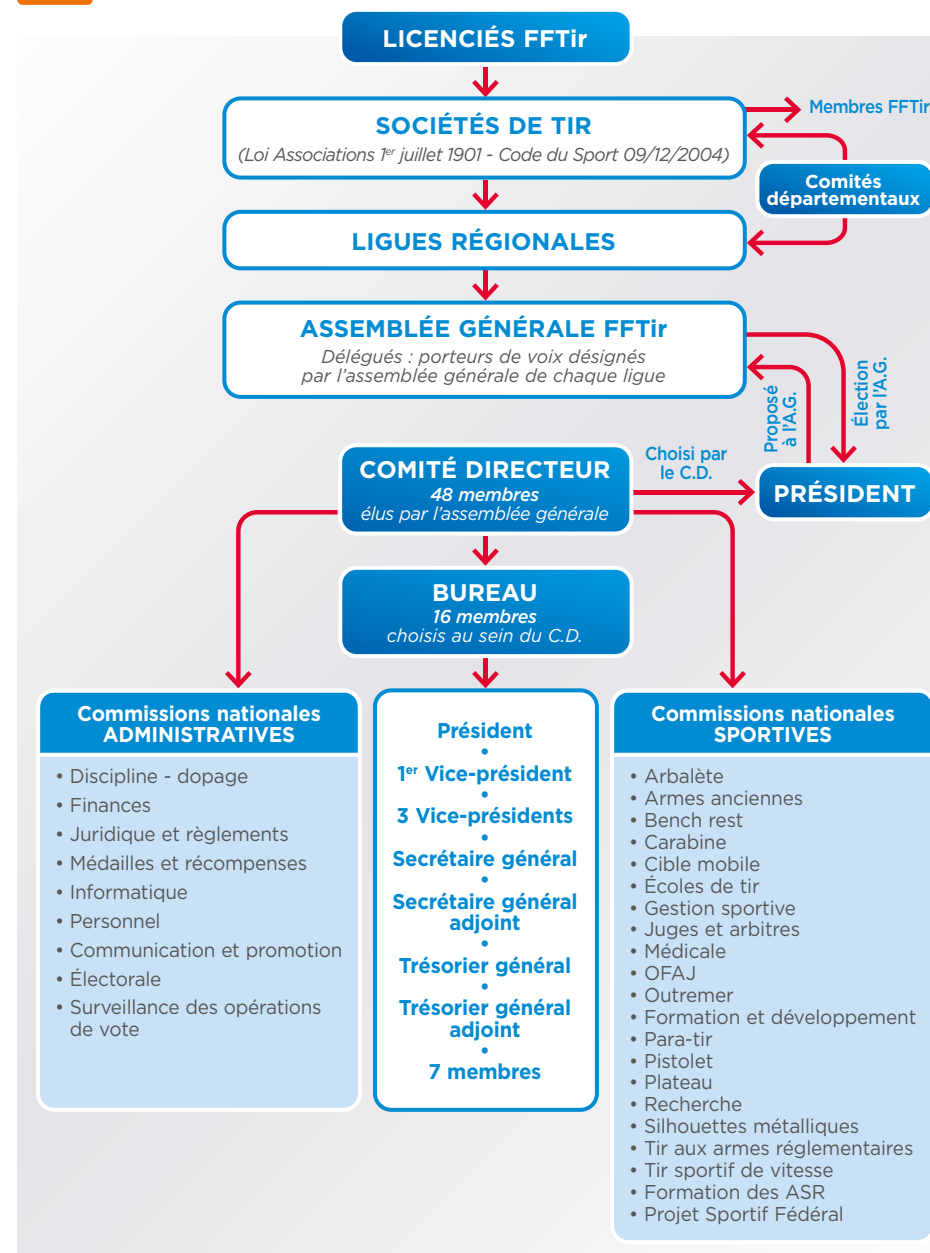 LICENCIÉS FFTir
SOCIÉTÉS DE TIR
(Loi Associations 1er juillet 1901 - Code du Sport 09/12/2004)
Membres FFTir
Comités
départementaux
LIGUES RÉGIONALES
ASSEMBLÉE GÉNÉRALE FFTir
Délégués : porteurs de voix désignés
par l'assemblée générale de chaque ligue
Proposé
à l'A.G.
Élection
par l'A.G.
COMITÉ DIRECTEUR
48 membres
élus par l'assemblée générale
Choisi par
le C.D.
PRÉSIDENT
BUREAU
16 membres
choisis au sein du C.D.
Commissions nationales
ADMINISTRATIVES
• Discipline - dopage
• Finances
• Juridique et règlements
• Médailles et récompenses
• Informatique
• Personnel
• Communication et promotion
• Électorale
• Surveillance des opérations
de vote
Président
•
1er Vice-président
•
3 Vice-présidents
•
Secrétaire général
•
Secrétaire général
adjoint
•
Trésorier général
•
Trésorier général
adjoint
•
7 membres
Commissions nationales
SPORTIVES
• Arbalète
• Armes anciennes
• Bench rest
• Carabine
• Cible mobile
• Écoles de tir
• Gestion sportive
• Juges et arbitres
• Médicale
• OFAJ
• Outremer
• Formation et développement
• Para-tir
• Pistolet
• Plateau
• Recherche
• Silhouettes métalliques
• Tir aux armes réglementaires
• Tir sportif de vitesse
• Formation des ASR
• Projet Sportif Fédéral